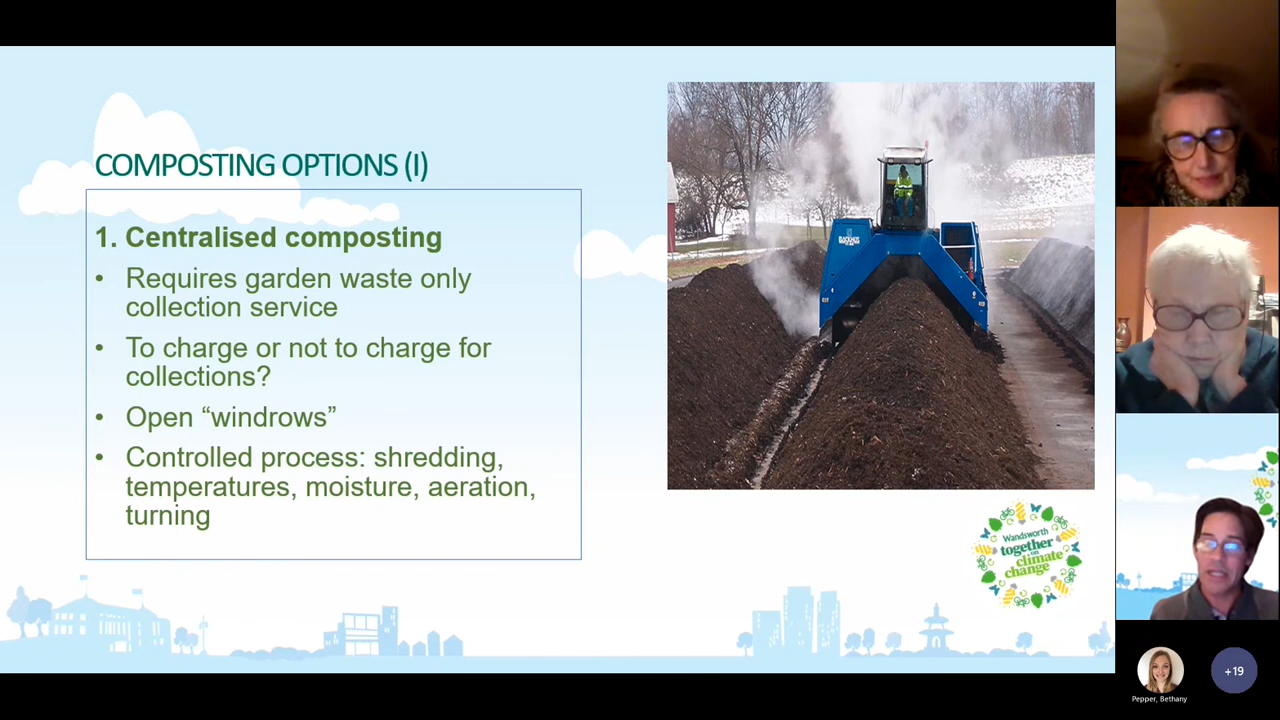 COMPOSTING OPTIONS (I)
1. Centralised composting
• Requires garden waste only
collection service
• To charge or not to charge for
collections?
• Open “windrows”
• Controlled process: shredding,
temperatures, moisture, aeration,
turning
Wandsworth
together
on
climate
change
Pepper, Bethany
+19